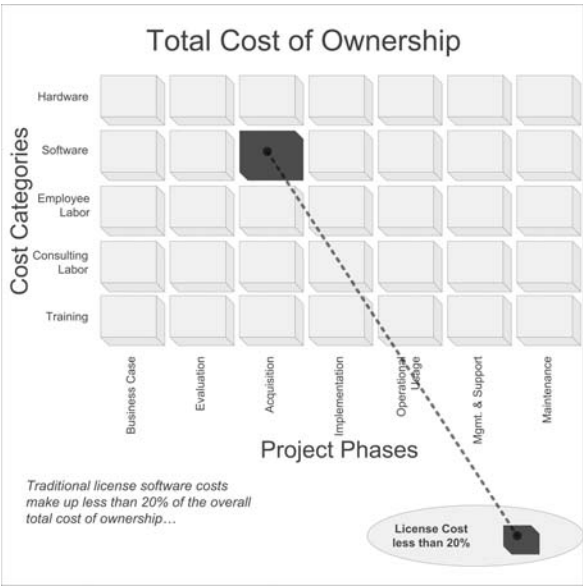 Total Cost of Ownership
Cost Categories
Hardware
Software
Employee
Labor
Consulting
Labor
Training
Business Case
Evaluation
Acquisition
Implementation
Operational
Usage
Mgmt. & Support
Maintenance
Project Phases
Traditional license software costs
make up less than 20% of the overall
total cost of ownership…
License Cost
less than 20%